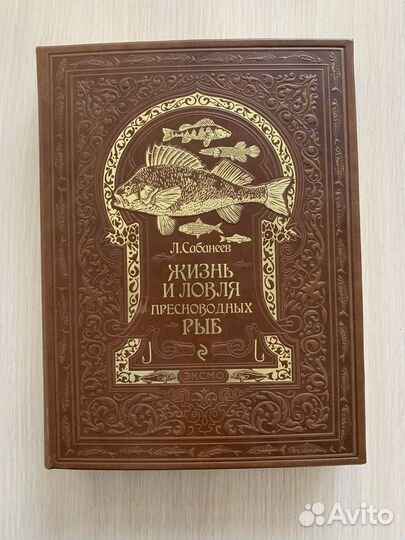 Л.Сабанеев
ЖИЗНЬ
И ЛОВЛЯ
ПРЕСНОВОДНЫХ
РЫБ
ЭКСМО
Avito